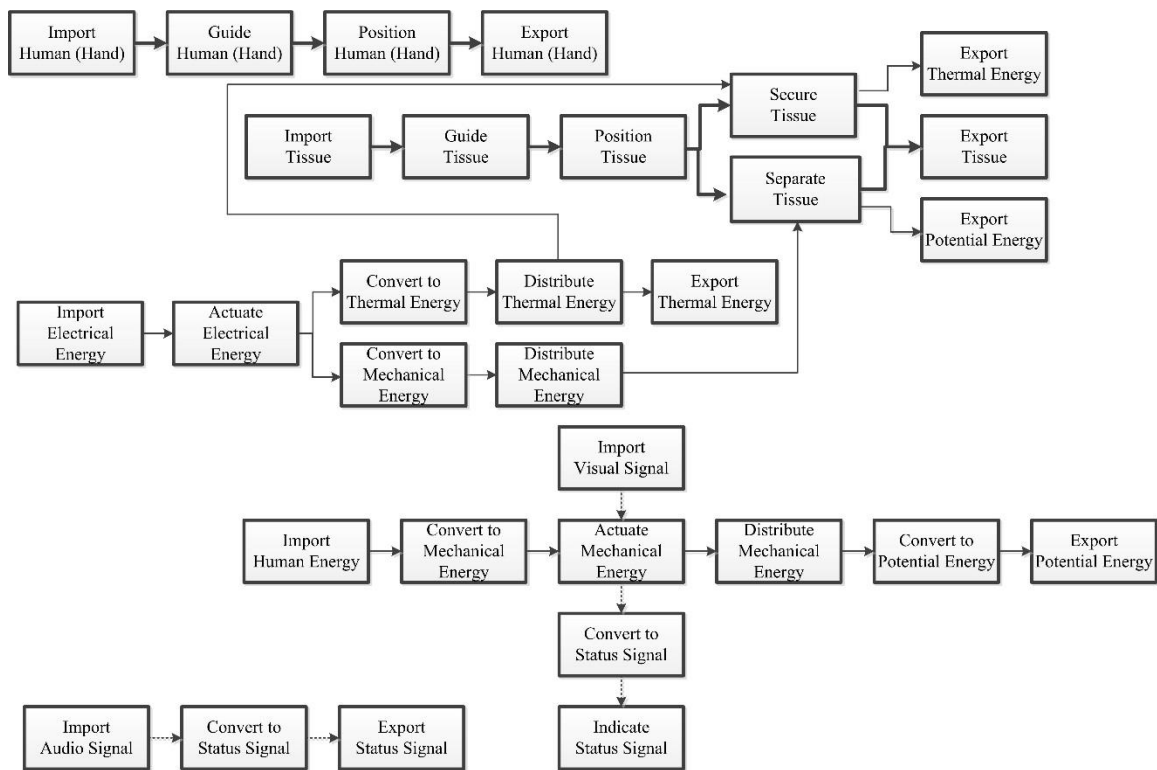 Import
Human (Hand)
Guide
Human (Hand)
Position
Human (Hand)
Export
Human (Hand)
Export
Thermal Energy
Secure
Tissue
Import
Tissue
Guide
Tissue
Position
Tissue
Export
Tissue
Separate
Tissue
Export
Potential Energy
Convert to
Thermal Energy
Distribute
Thermal Energy
Export
Thermal Energy
Import
Electrical
Energy
Actuate
Electrical
Energy
Convert to
Mechanical
Energy
Distribute
Mechanical
Energy
Import
Visual Signal
Import
Human Energy
Convert to
Mechanical
Energy
Actuate
Mechanical
Energy
Distribute
Mechanical
Energy
Convert to
Potential Energy
Export
Potential Energy
Convert to
Status Signal
Import
Audio Signal
Convert to
Status Signal
Export
Status Signal
Indicate
Status Signal